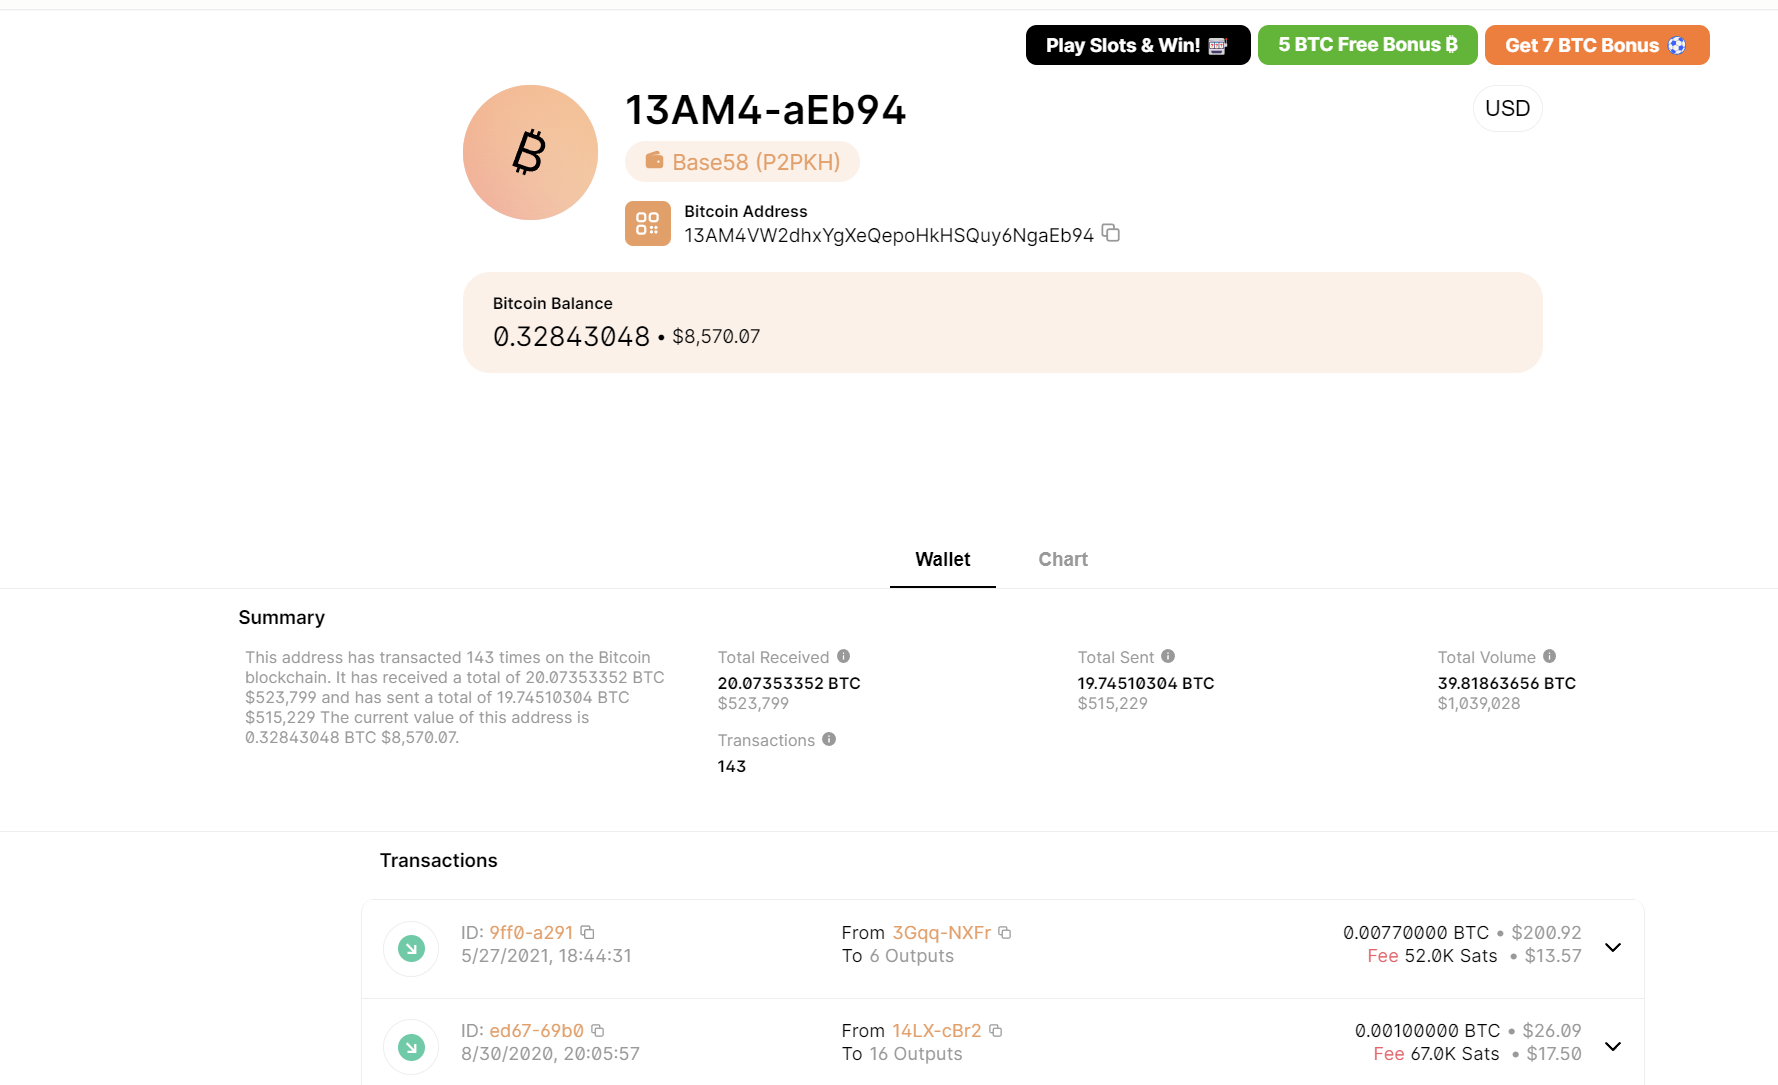 Play Slots & Win! 🎰
5 BTC Free Bonus ₿
Get 7 BTC Bonus ⚽
13AM4-aEb94
USD
Base58 (P2PKH)
Bitcoin Address
13AM4VW2dhxYgXeQepoHkHSQuy6NgaEb94
Bitcoin Balance
0.32843048 • $8,570.07
Wallet
Chart
Summary
This address has transacted 143 times on the Bitcoin
blockchain. It has received a total of 20.07353352 BTC
$523,799 and has sent a total of 19.74510304 BTC
$515,229 The current value of this address is
0.32843048 BTC $8,570.07.
Total Received
20.07353352 BTC
$523,799
Total Sent
19.74510304 BTC
$515,229
Total Volume
39.81863656 BTC
$1,039,028
Transactions
143
Transactions
ID: 9ff0-a291
5/27/2021, 18:44:31
From 3Gqq-NXFr
To 6 Outputs
0.00770000 BTC • $200.92
Fee 52.0K Sats • $13.57
ID: ed67-69b0
8/30/2020, 20:05:57
From 14LX-cBr2
To 16 Outputs
0.00100000 BTC • $26.09
Fee 67.0K Sats • $17.50